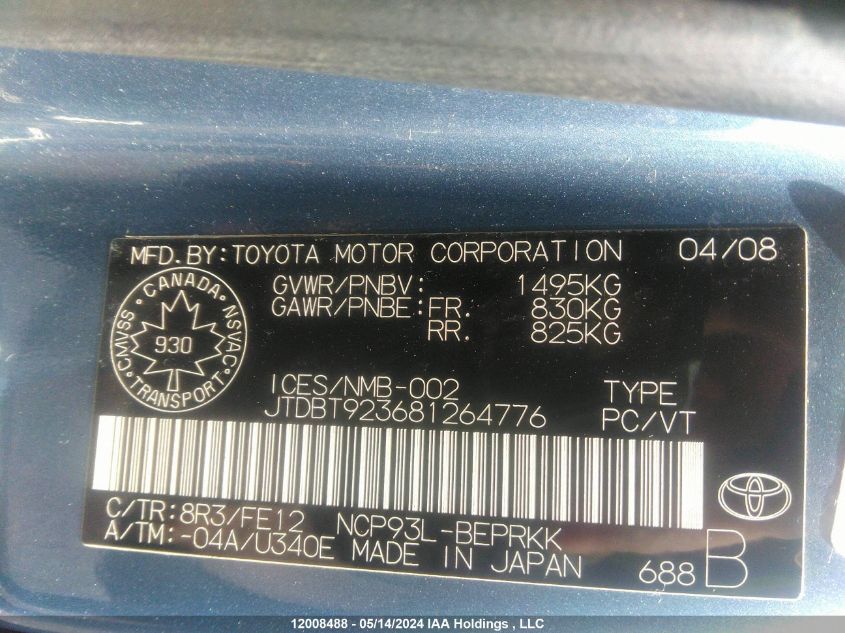 MFD.BY:TOYOTA MOTOR CORPORATION 04/08
GVWR/PNBV: 1495KG
GAWR/PNBE: FR. 830KG
RR. 825KG
CANADA
CMVSS 930 NSVAC
TRANSPORT
ICES/NMB-002 TYPE
JTDBT923681264776 PC/VT
C/TR:8R3/FE12 NCP93L-BEPRKK
A/TM:-04A/U340E MADE IN JAPAN 688 B
12008488 - 05/14/2024 IAA Holdings , LLC